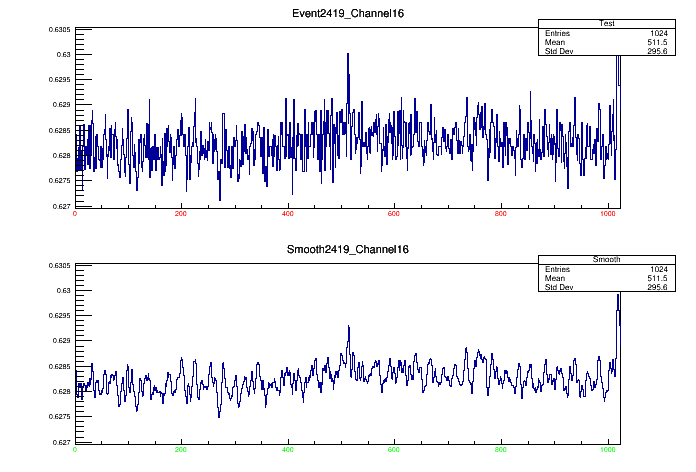 Event2419_Channel16
Test
Entries 1024
Mean 511.5
Std Dev 295.6
0.6305
0.63
0.6295
0.629
0.6285
0.628
0.6275
0.627
0 200 400 600 800 1000
Smooth2419_Channel16
Smooth
Entries 1024
Mean 511.5
Std Dev 295.6
0.6305
0.63
0.6295
0.629
0.6285
0.628
0.6275
0.627
0 200 400 600 800 1000